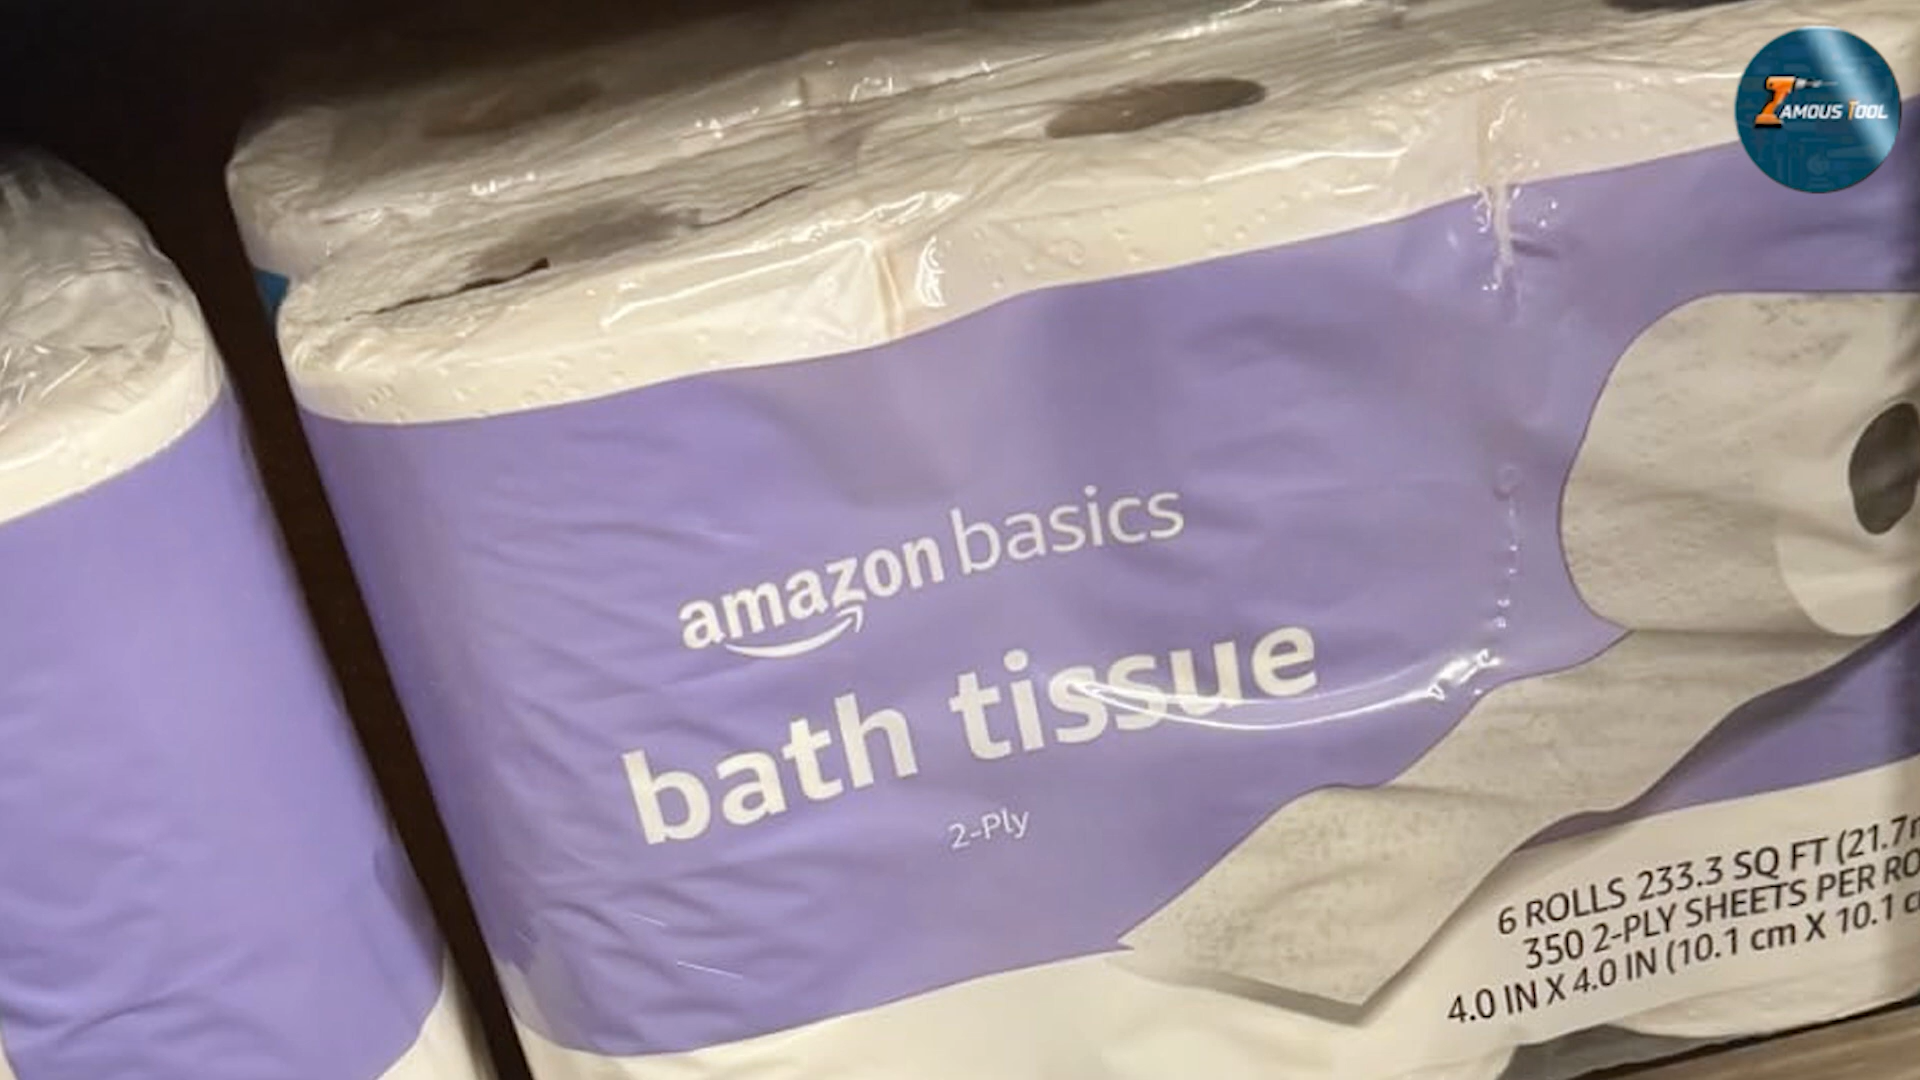 ZAMOUS TOOL
amazon basics
bath tissue
2-Ply
6 ROLLS 233.3 SQ FT (21.7
350 2-PLY SHEETS PER RO
4.0 IN X 4.0 IN (10.1 cm X 10.1